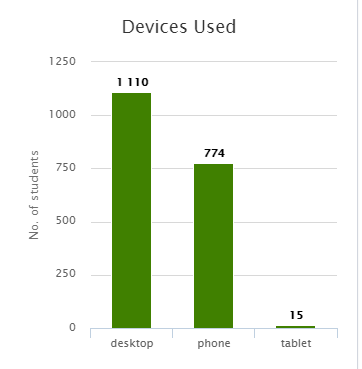 Devices Used
No. of students
1250
1000
750
500
250
0
1 110
774
15
desktop
phone
tablet